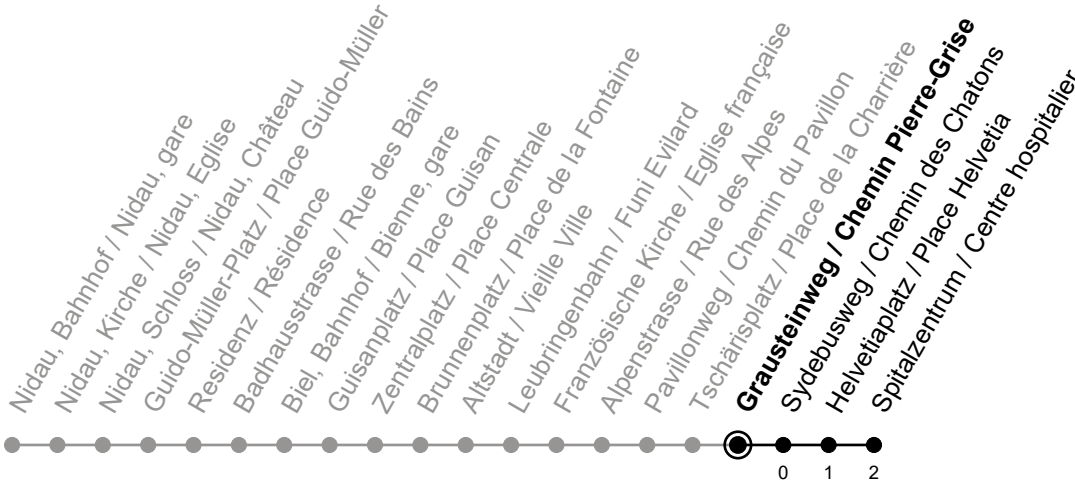 Nidau, Bahnhof / Nidau, gare
Nidau, Kirche / Nidau, Eglise
Nidau, Schloss / Nidau, Château
Guido-Müller-Platz / Place Guido-Müller
Residenz / Résidence
Badhausstrasse / Rue des Bains
Biel, Bahnhof / Bienne, gare
Guisanplatz / Place Guisan
Zentralplatz / Place Centrale
Brunnenplatz / Place de la Fontaine
Altstadt / Vieille Ville
Leubringenbahn / Funi Evilard
Französische Kirche / Eglise française
Alpenstrasse / Rue des Alpes
Pavillonweg / Chemin du Pavillon
Tschärisplatz / Place de la Charrière
Grausteinweg / Chemin Pierre-Grise
Sydebusweg / Chemin des Chatons
Helvetiaplatz / Place Helvetia
Spitalzentrum / Centre hospitalier
0 1 2